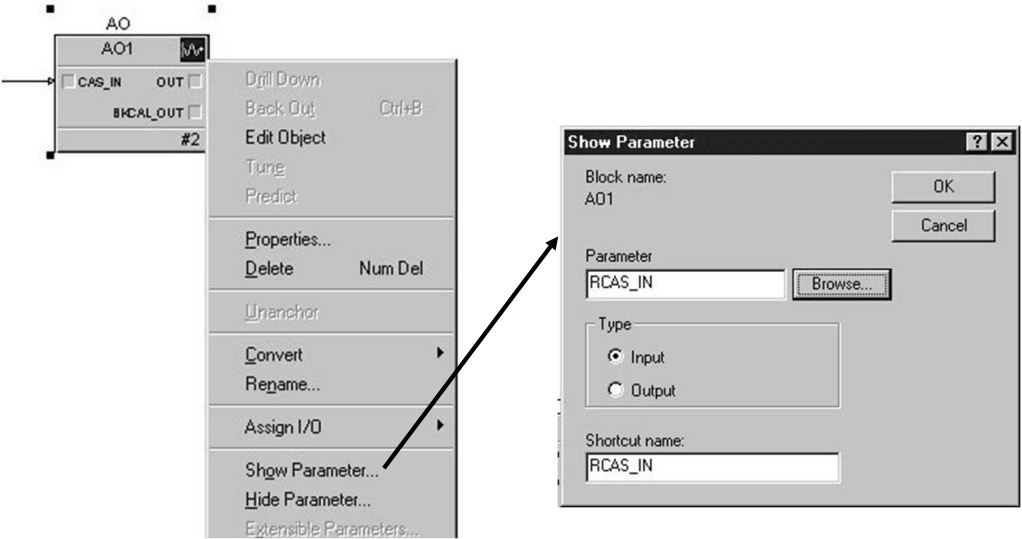 AO
AO1
CAS_IN OUT
BKCAL_OUT
#2
Drill Down
Back Out Ctrl+B
Edit Object
Tune
Predict
Properties...
Delete Num Del
Unanchor
Convert
Rename...
Assign I/O
Show Parameter...
Hide Parameter...
Extensible Parameters...
Show Parameter
Block name:
AO1
OK
Cancel
Parameter
RCAS_IN Browse...
Type
Input
Output
Shortcut name:
RCAS_IN